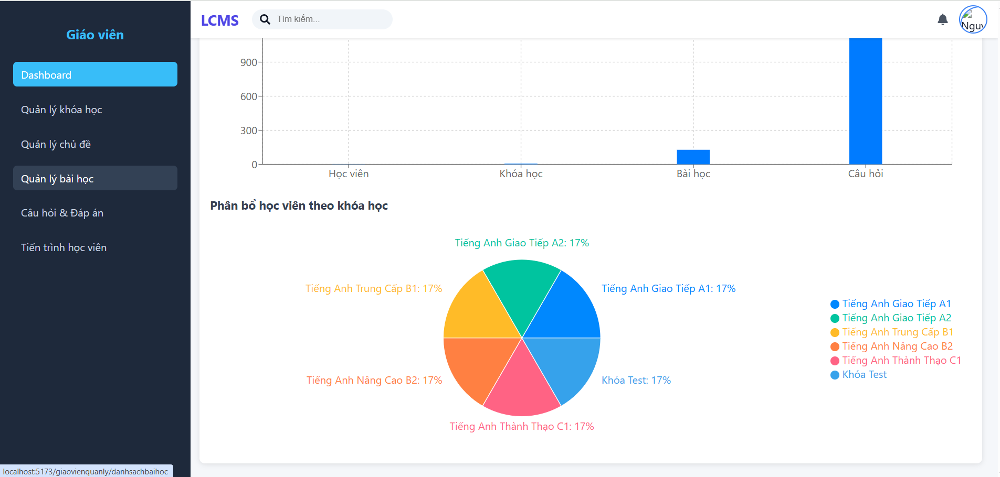 Giáo viên
Dashboard
Quản lý khóa học
Quản lý chủ đề
Quản lý bài học
Câu hỏi & Đáp án
Tiến trình học viên
LCMS
Tìm kiếm...
900
600
300
0
Học viên
Khóa học
Bài học
Câu hỏi
Phân bổ học viên theo khóa học
Tiếng Anh Giao Tiếp A2: 17%
Tiếng Anh Trung Cấp B1: 17%
Tiếng Anh Giao Tiếp A1: 17%
Tiếng Anh Nâng Cao B2: 17%
Khóa Test: 17%
Tiếng Anh Thành Thạo C1: 17%
Tiếng Anh Giao Tiếp A1
Tiếng Anh Giao Tiếp A2
Tiếng Anh Trung Cấp B1
Tiếng Anh Nâng Cao B2
Tiếng Anh Thành Thạo C1
Khóa Test
localhost:5173/giaovienquanly/danhsachbaihoc